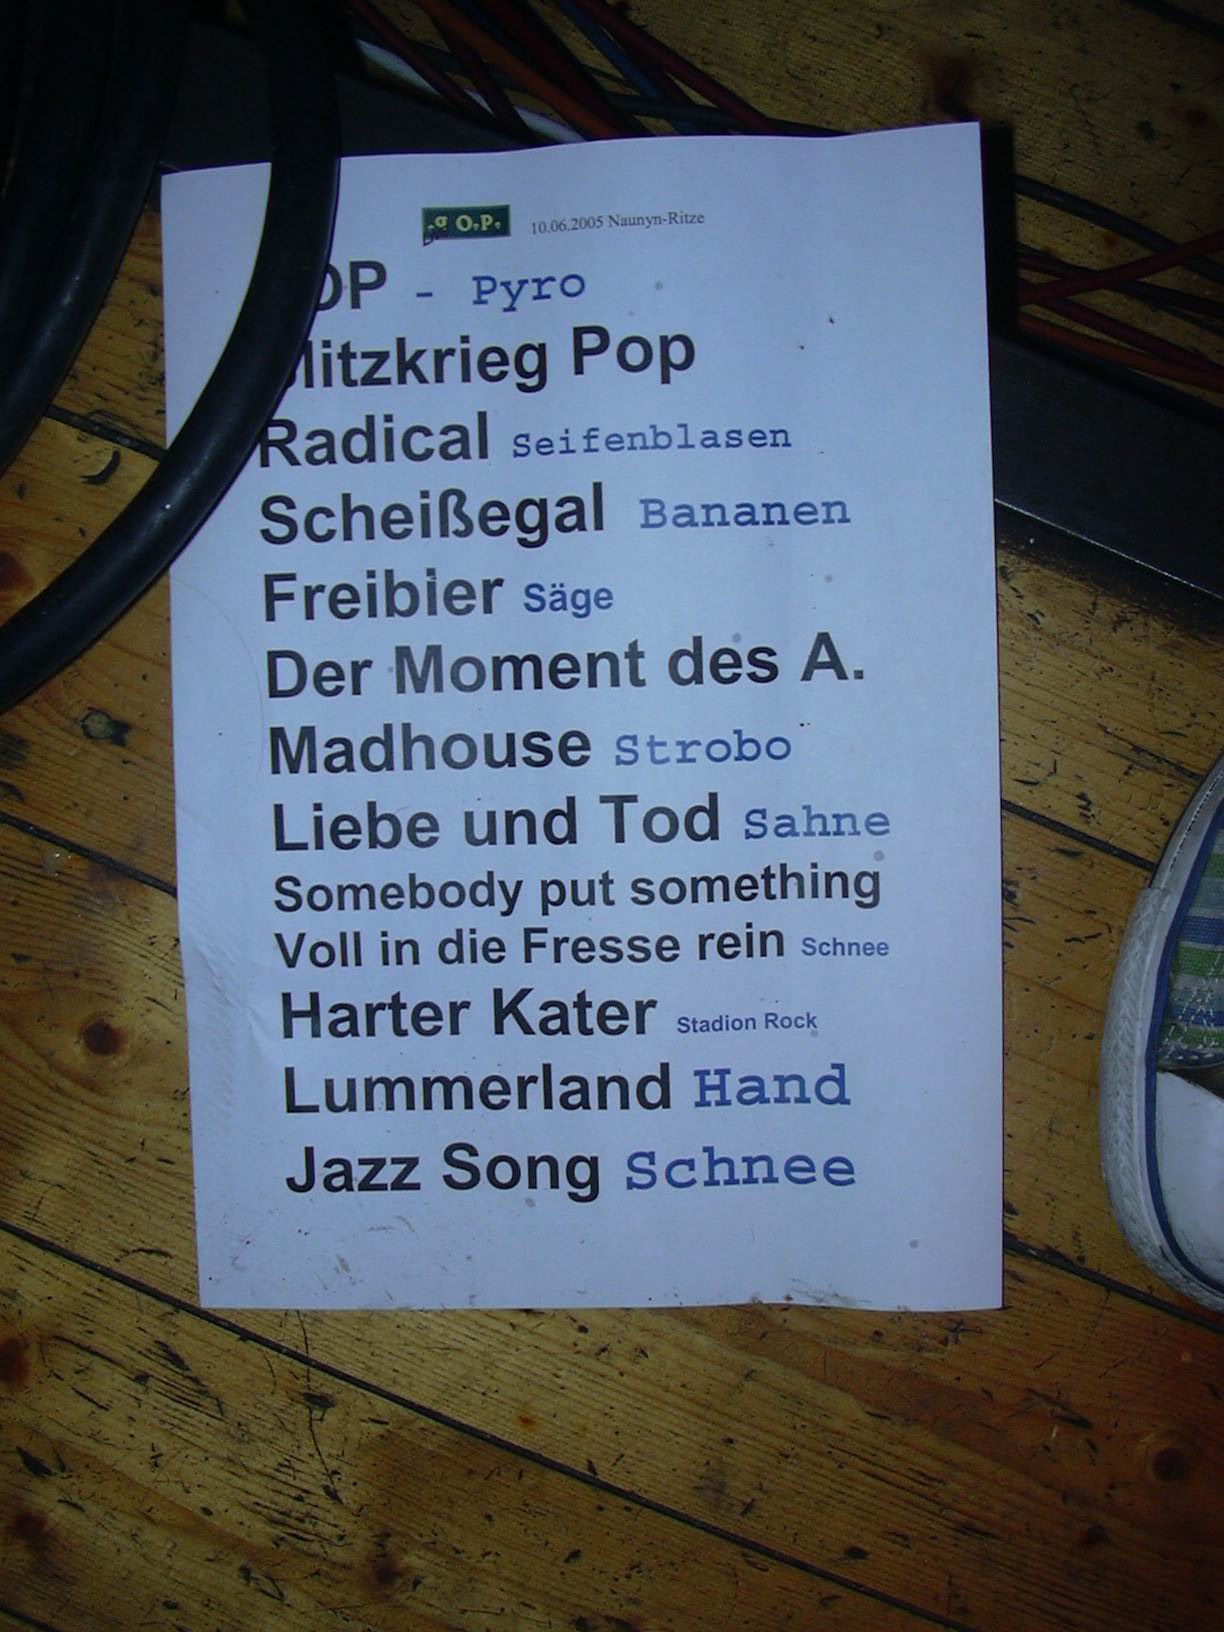 O.P. 10.06.2005 Naunyn-Ritze
- Pyro
Pop
Radical Seifenblasen
Scheißegal Bananen
Freibier Säge
Der Moment des A.
Madhouse Strobo
Liebe und Tod Sahne
Somebody put something
Voll in die Fresse rein Schnee
Harter Kater Stadion Rock
Lummerland Hand
Jazz Song Schnee